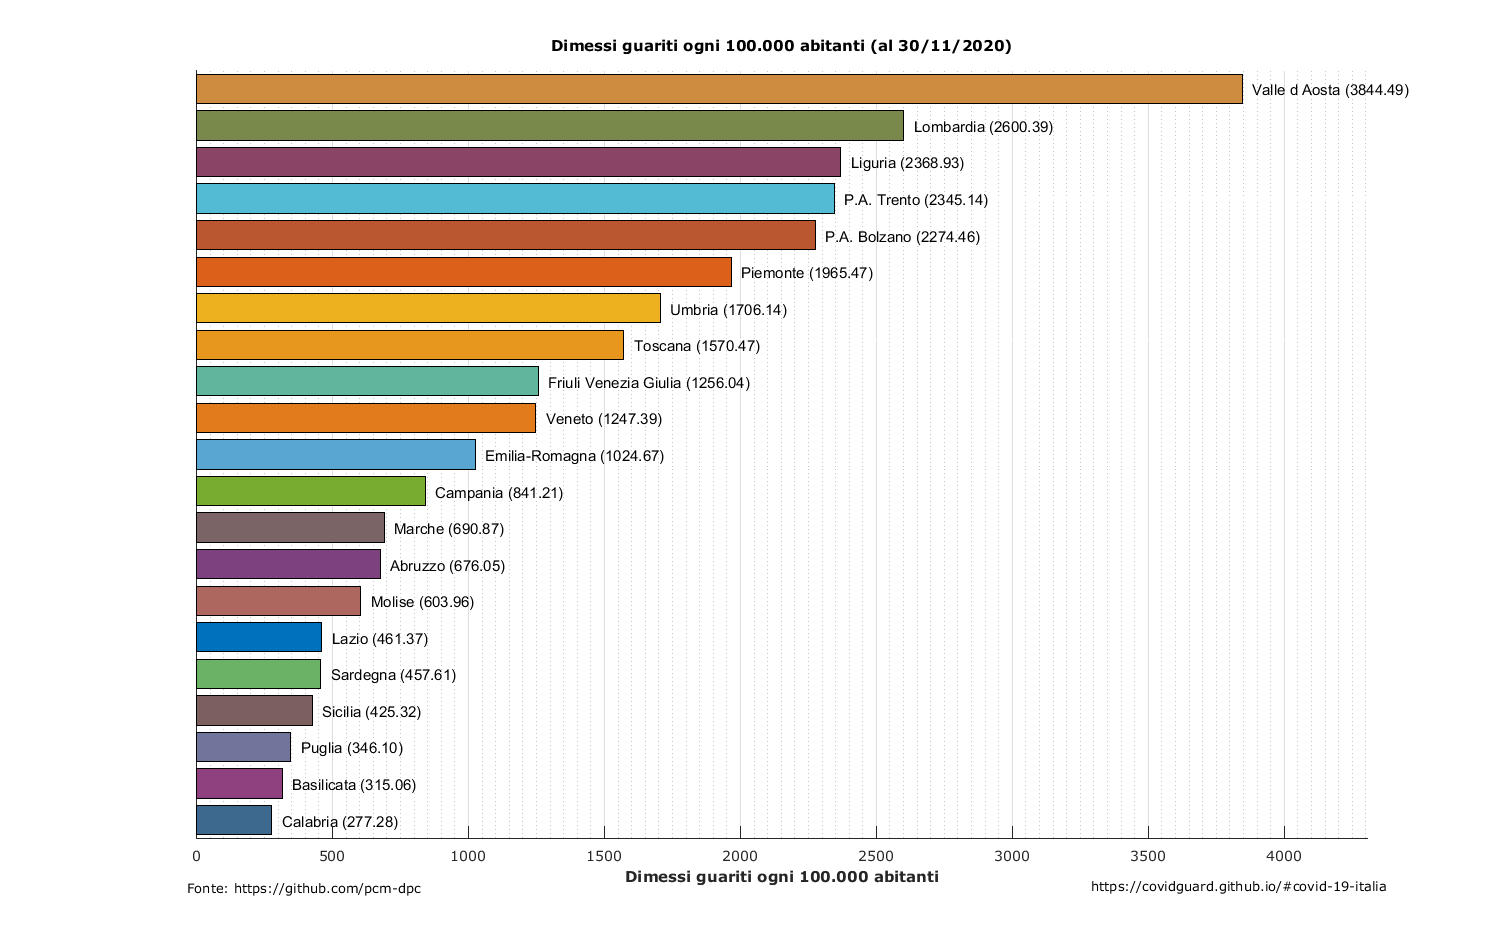 Dimessi guariti ogni 100.000 abitanti (al 30/11/2020)
Valle d Aosta (3844.49)
Lombardia (2600.39)
Liguria (2368.93)
P.A. Trento (2345.14)
P.A. Bolzano (2274.46)
Piemonte (1965.47)
Umbria (1706.14)
Toscana (1570.47)
Friuli Venezia Giulia (1256.04)
Veneto (1247.39)
Emilia-Romagna (1024.67)
Campania (841.21)
Marche (690.87)
Abruzzo (676.05)
Molise (603.96)
Lazio (461.37)
Sardegna (457.61)
Sicilia (425.32)
Puglia (346.10)
Basilicata (315.06)
Calabria (277.28)
0 500 1000 1500 2000 2500 3000 3500 4000
Dimessi guariti ogni 100.000 abitanti
Fonte: https://github.com/pcm-dpc
https://covidguard.github.io/#covid-19-italia